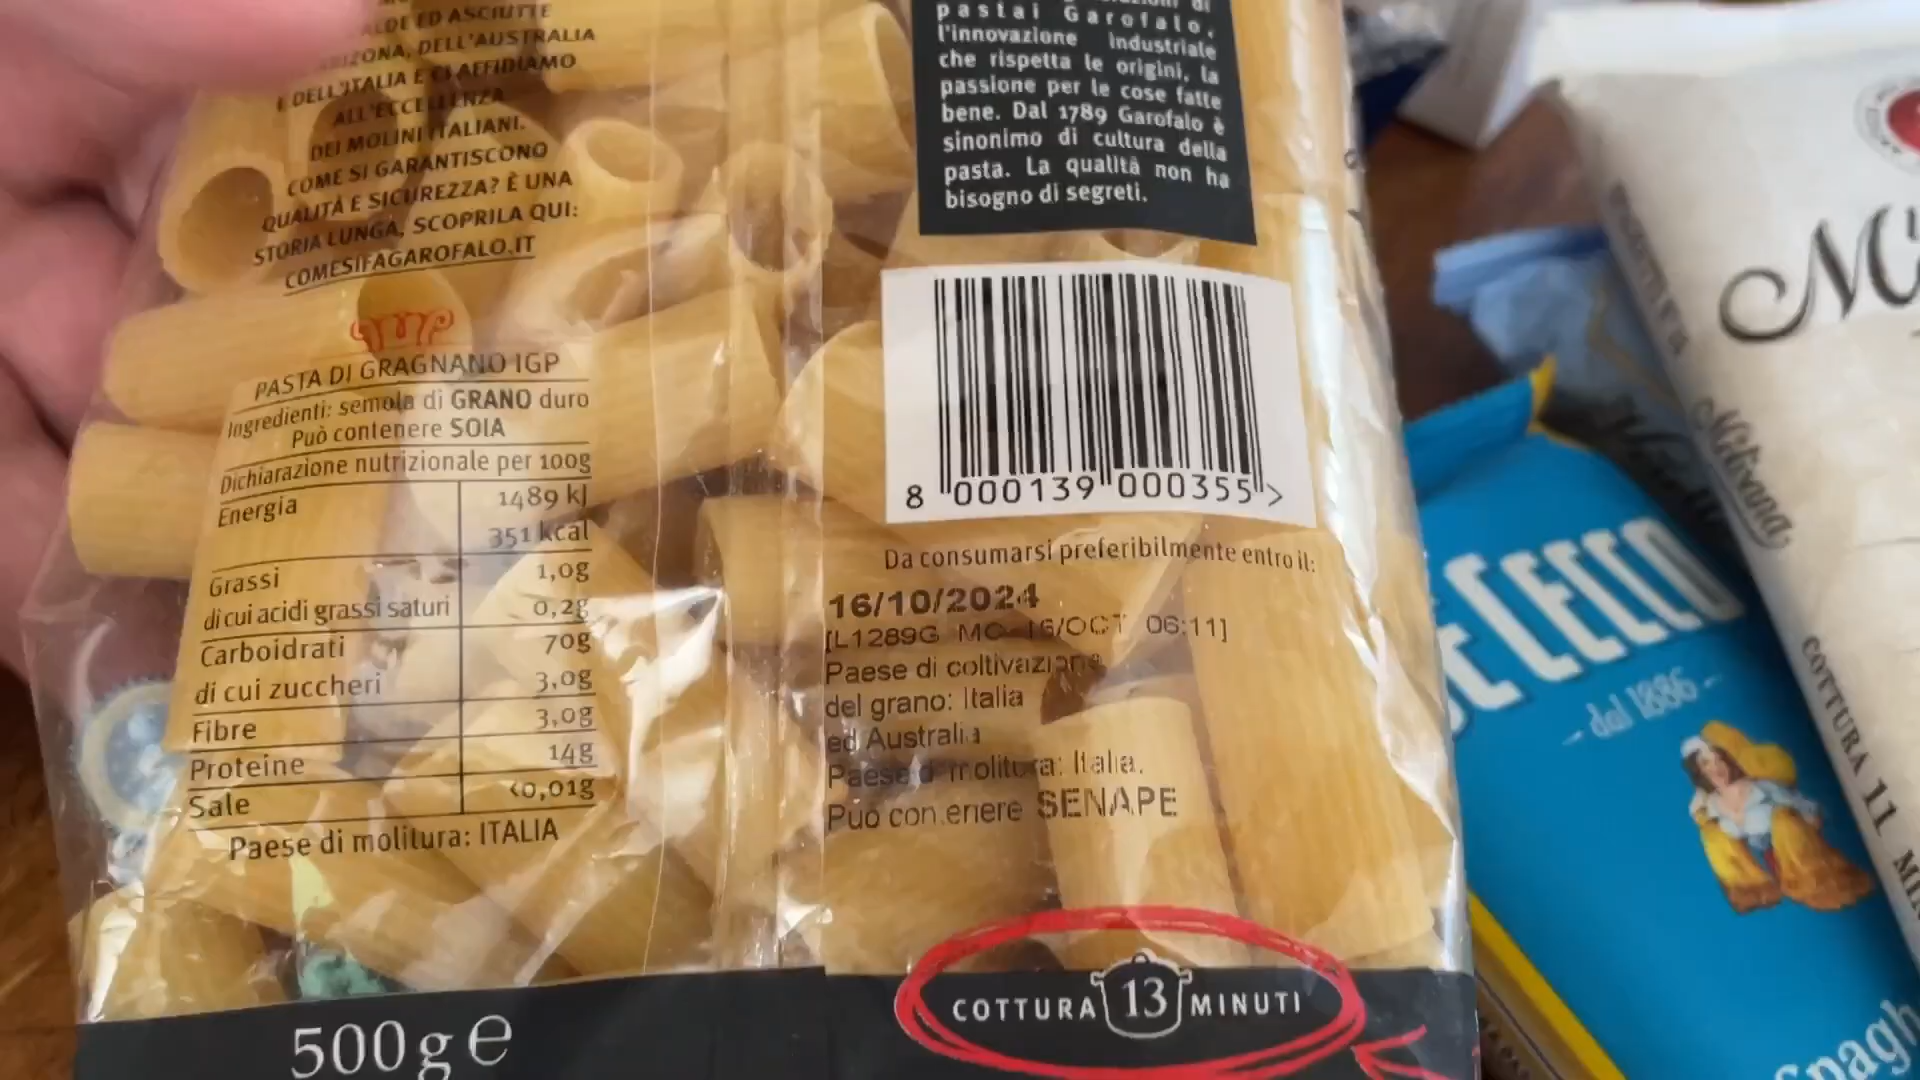 ALDE ED ASCIUTTE
DELL'AUSTRALIA
E DELL'ITALIA E CI AFFIDIAMO
ALL'ECCELLENZA
DEI MOLINI ITALIANI.
COME SI GARANTISCONO
QUALITÀ E SICUREZZA? È UNA
STORIA LUNGA, SCOPRILA QUI:
COMESIFAGAROFALO.IT
PASTA DI GRAGNANO IGP
Ingredienti: semola di GRANO duro
Può contenere SOIA
Dichiarazione nutrizionale per 100g
Energia 1489 kJ
351 kcal
Grassi 1,0g
di cui acidi grassi saturi 0,2g
Carboidrati 70g
di cui zuccheri 3,0g
Fibre 3,0g
Proteine 14g
Sale <0,01g
Paese di molitura: ITALIA
500g e
di
pastai Garofalo,
l'innovazione industriale
che rispetta le origini, la
passione per le cose fatte
bene. Dal 1789 Garofalo è
sinonimo di cultura della
pasta. La qualità non ha
bisogno di segreti.
8 000139 000355 >
Da consumarsi preferibilmente entro il:
16/10/2024
[L1289G MC 16/OCT 06:11]
Paese di coltivazione
del grano: Italia
ed Australia
Paese di molitura: Italia.
Può contenere SENAPE
COTTURA 13 MINUTI
DE CECCO
dal 1886
Spagh
COTTURA 11 MIN